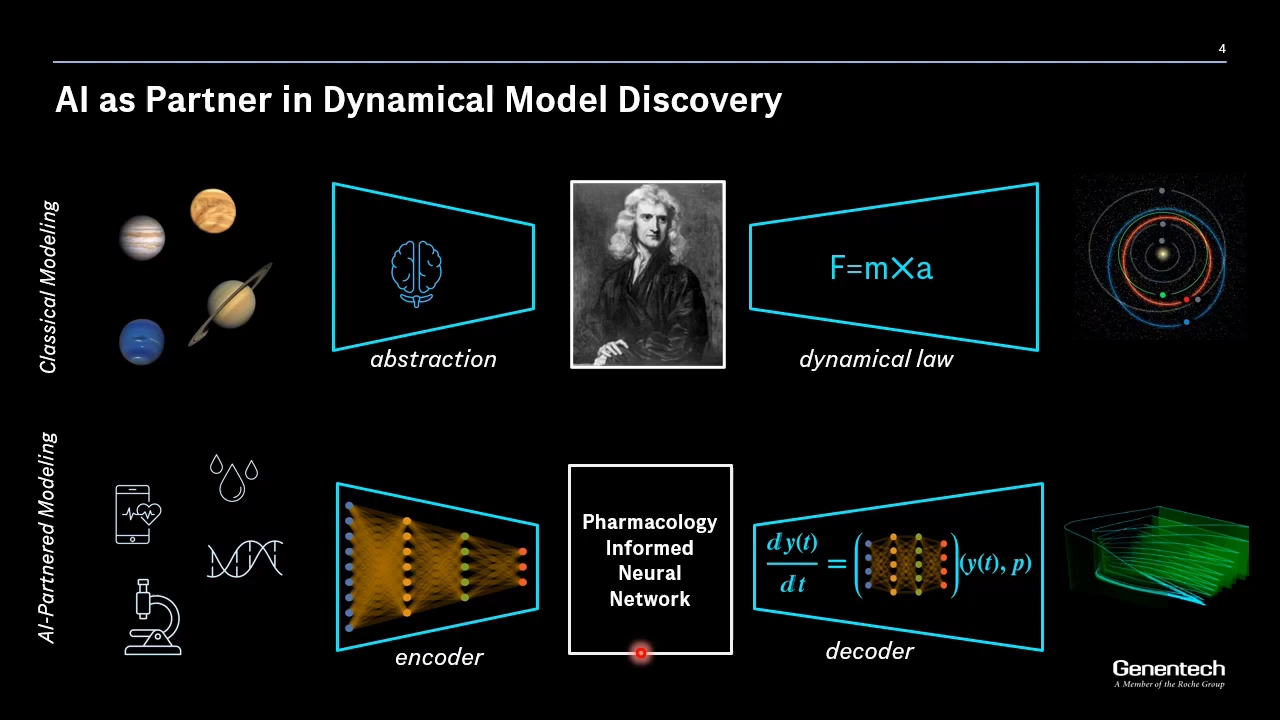 4
AI as Partner in Dynamical Model Discovery
Classical Modeling
F=m×a
abstraction
dynamical law
AI-Partnered Modeling
Pharmacology
Informed
Neural
Network
dy(t)
dt
=
( )(y(t), p)
encoder
decoder
Genentech
A Member of the Roche Group